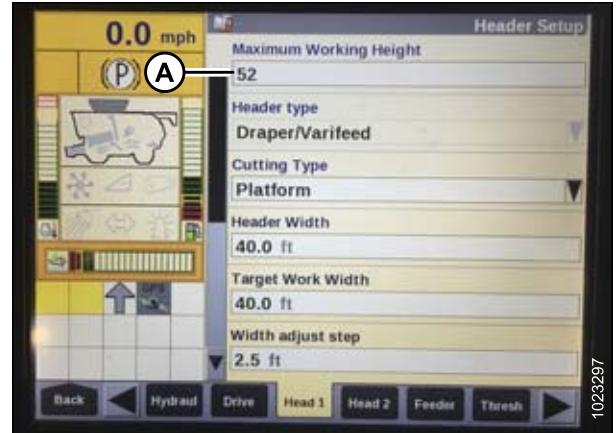 0.0 mph
(P)
A
Header Setup
Maximum Working Height
52
Header type
Draper/Varifeed
Cutting Type
Platform
Header Width
40.0 ft
Target Work Width
40.0 ft
Width adjust step
2.5 ft
GPS
Back
Hydraul
Drive
Head 1
Head 2
Feeder
Thresh
1023297